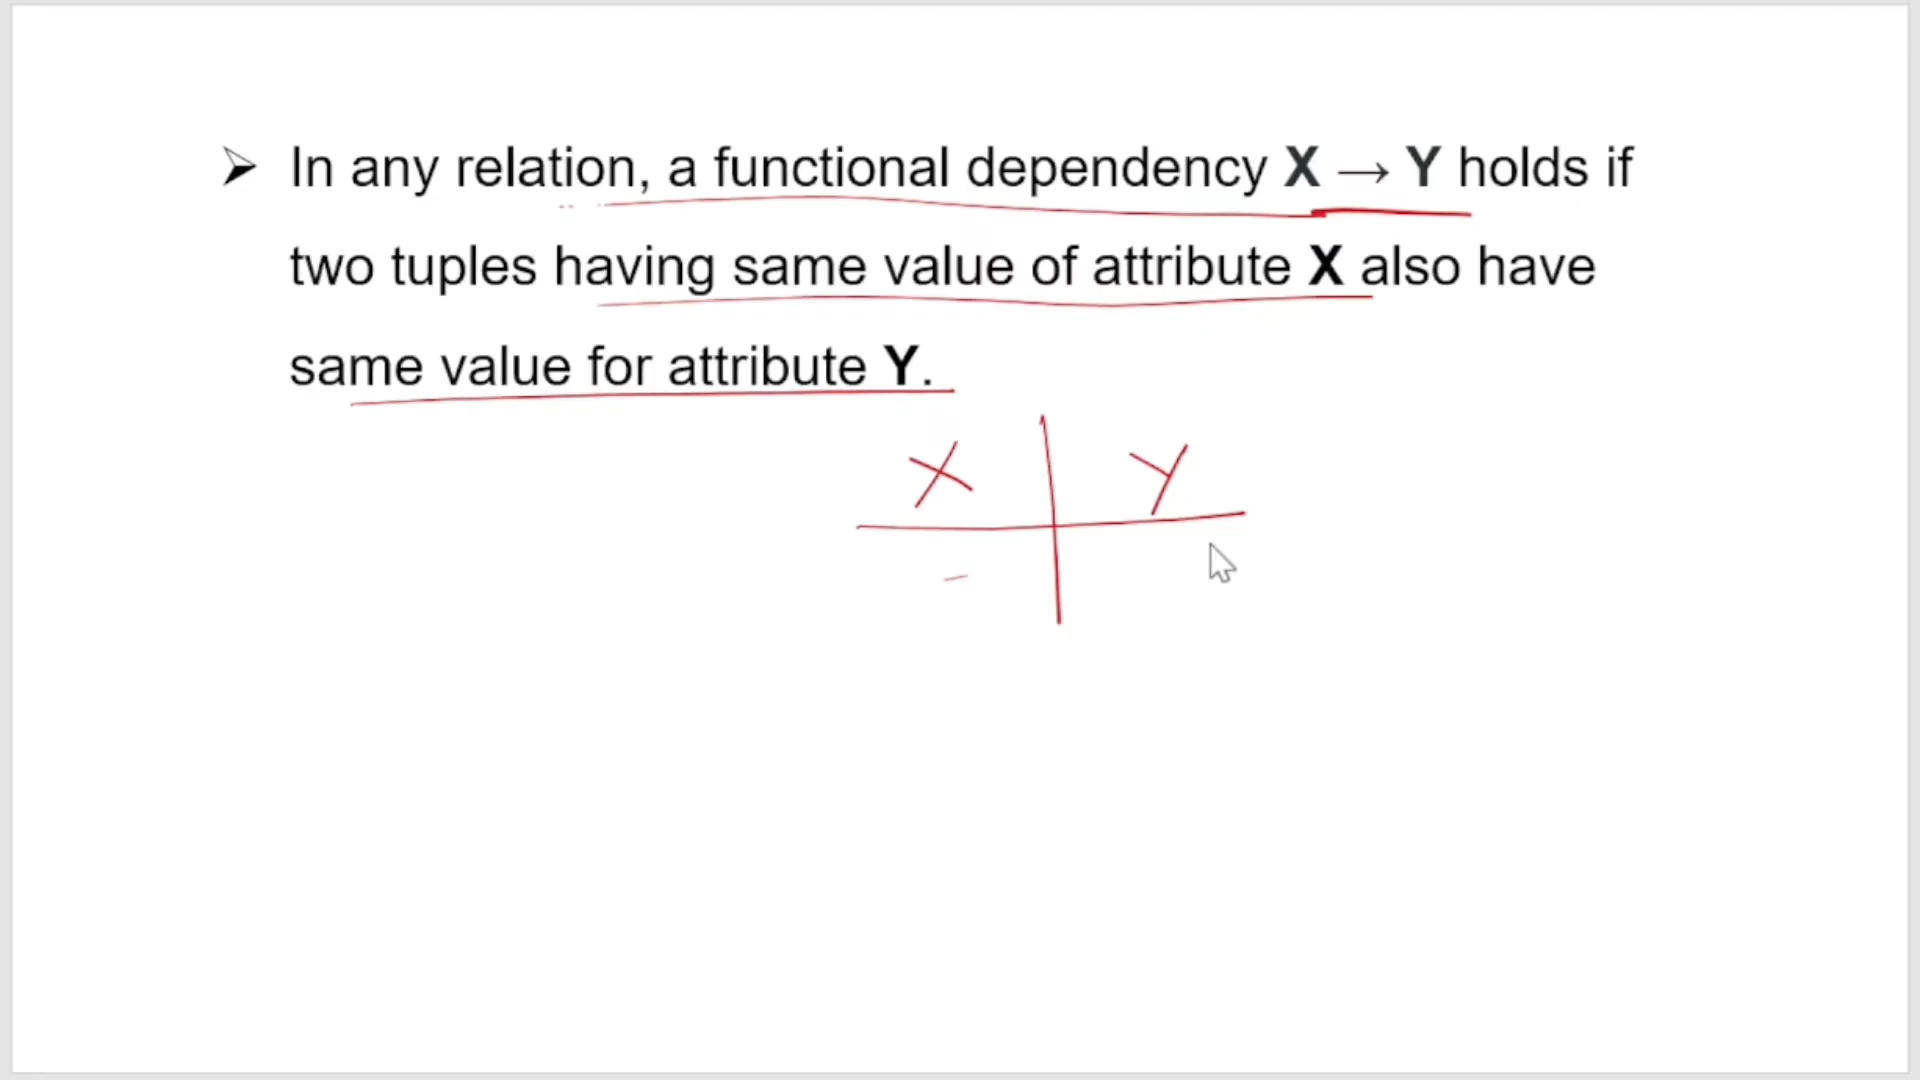 ➢ In any relation, a functional dependency X → Y holds if
two tuples having same value of attribute X also have
same value for attribute Y.
X Y